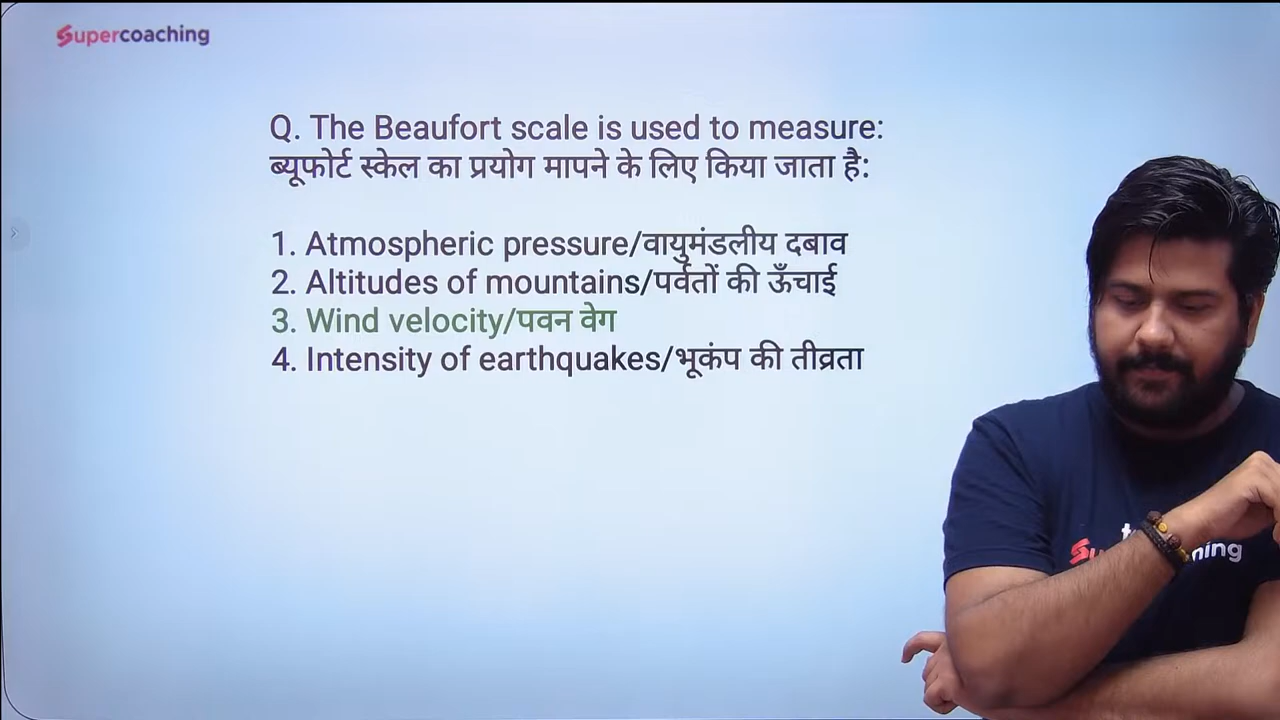 Supercoaching
Q. The Beaufort scale is used to measure:
ब्यूफोर्ट स्केल का प्रयोग मापने के लिए किया जाता है:
1. Atmospheric pressure/वायुमंडलीय दबाव
2. Altitudes of mountains/पर्वतों की ऊँचाई
3. Wind velocity/पवन वेग
4. Intensity of earthquakes/भूकंप की तीव्रता